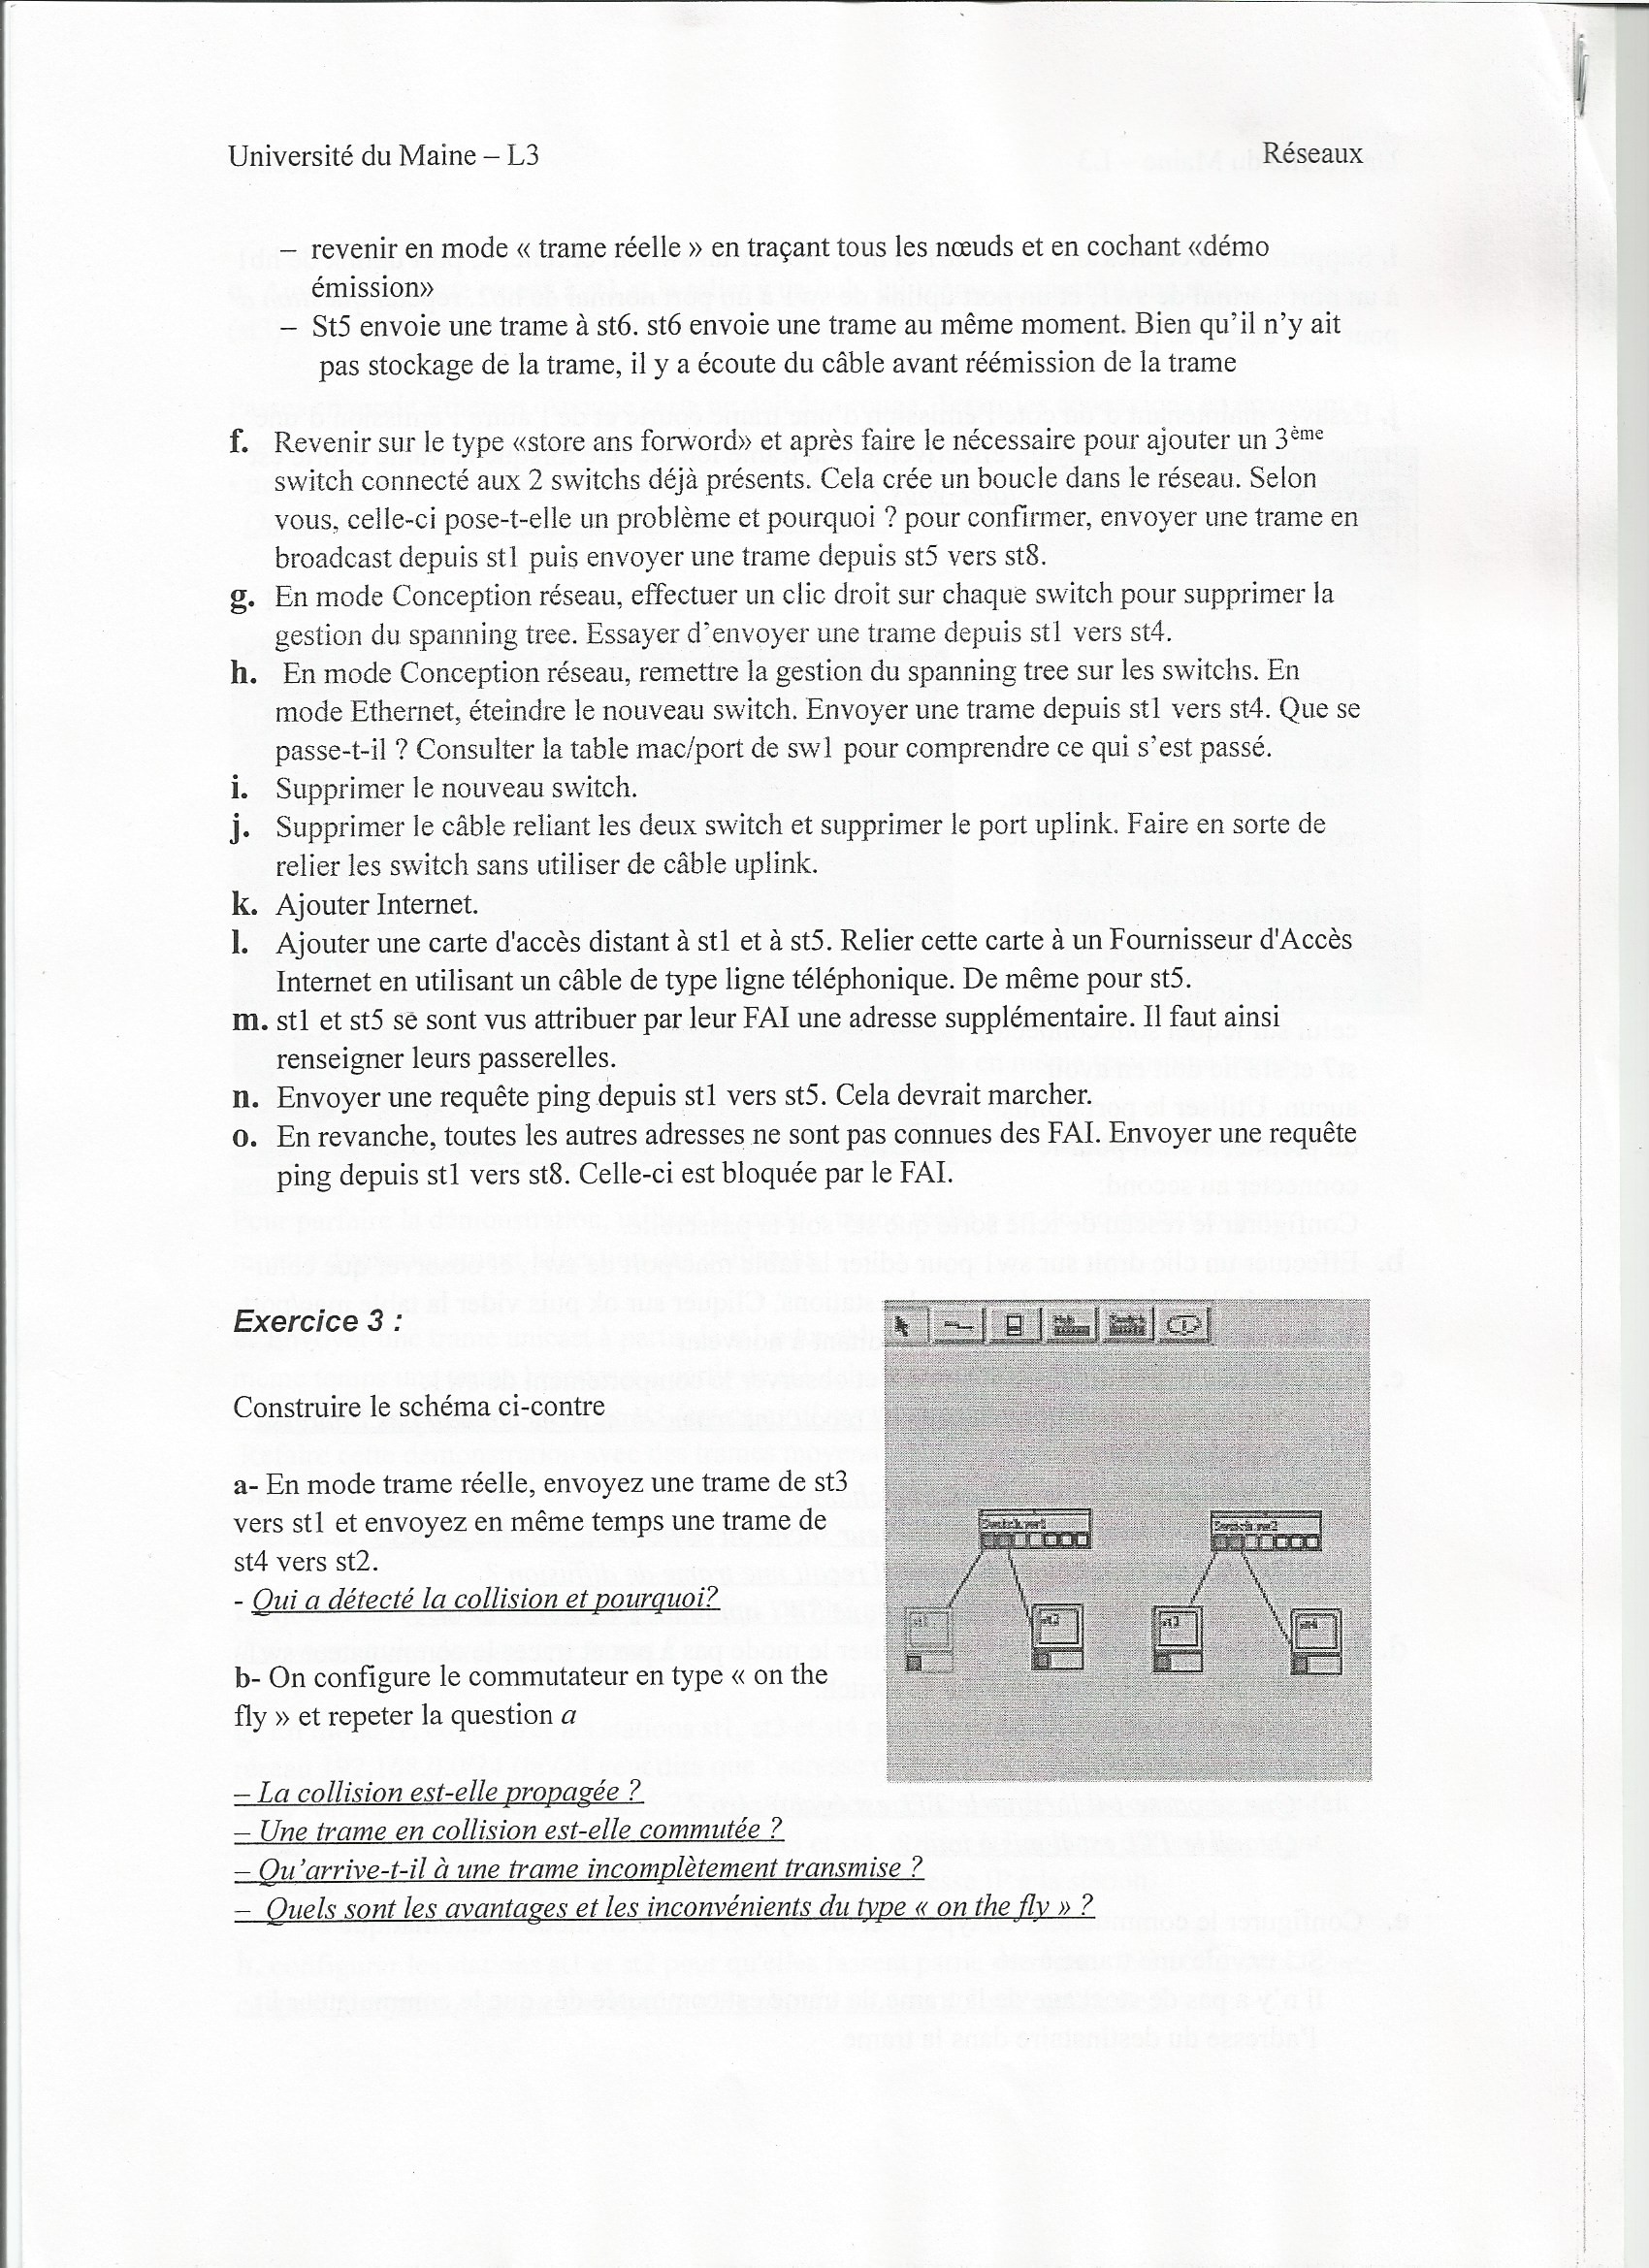 Université du Maine – L3 Réseaux
– revenir en mode « trame réelle » en traçant tous les nœuds et en cochant «démo
émission»
– St5 envoie une trame à st6. st6 envoie une trame au même moment. Bien qu'il n'y ait
pas stockage de la trame, il y a écoute du câble avant réémission de la trame
f. Revenir sur le type «store ans forword» et après faire le nécessaire pour ajouter un 3ème
switch connecté aux 2 switchs déjà présents. Cela crée un boucle dans le réseau. Selon
vous, celle-ci pose-t-elle un problème et pourquoi ? pour confirmer, envoyer une trame en
broadcast depuis st1 puis envoyer une trame depuis st5 vers st8.
g. En mode Conception réseau, effectuer un clic droit sur chaque switch pour supprimer la
gestion du spanning tree. Essayer d'envoyer une trame depuis st1 vers st4.
h. En mode Conception réseau, remettre la gestion du spanning tree sur les switchs. En
mode Ethernet, éteindre le nouveau switch. Envoyer une trame depuis st1 vers st4. Que se
passe-t-il ? Consulter la table mac/port de sw1 pour comprendre ce qui s'est passé.
i. Supprimer le nouveau switch.
j. Supprimer le câble reliant les deux switch et supprimer le port uplink. Faire en sorte de
relier les switch sans utiliser de câble uplink.
k. Ajouter Internet.
l. Ajouter une carte d'accès distant à st1 et à st5. Relier cette carte à un Fournisseur d'Accès
Internet en utilisant un câble de type ligne téléphonique. De même pour st5.
m. st1 et st5 se sont vus attribuer par leur FAI une adresse supplémentaire. Il faut ainsi
renseigner leurs passerelles.
n. Envoyer une requête ping depuis st1 vers st5. Cela devrait marcher.
o. En revanche, toutes les autres adresses ne sont pas connues des FAI. Envoyer une requête
ping depuis st1 vers st8. Celle-ci est bloquée par le FAI.
Exercice 3 :
Construire le schéma ci-contre
a- En mode trame réelle, envoyez une trame de st3
vers st1 et envoyez en même temps une trame de
st4 vers st2.
- Qui a détecté la collision et pourquoi?
b- On configure le commutateur en type « on the
fly » et repeter la question a
– La collision est-elle propagée ?
– Une trame en collision est-elle commutée ?
– Qu'arrive-t-il à une trame incomplètement transmise ?
– Quels sont les avantages et les inconvénients du type « on the fly » ?
Switch sw1
Switch sw2
st1
st2
st3
st4